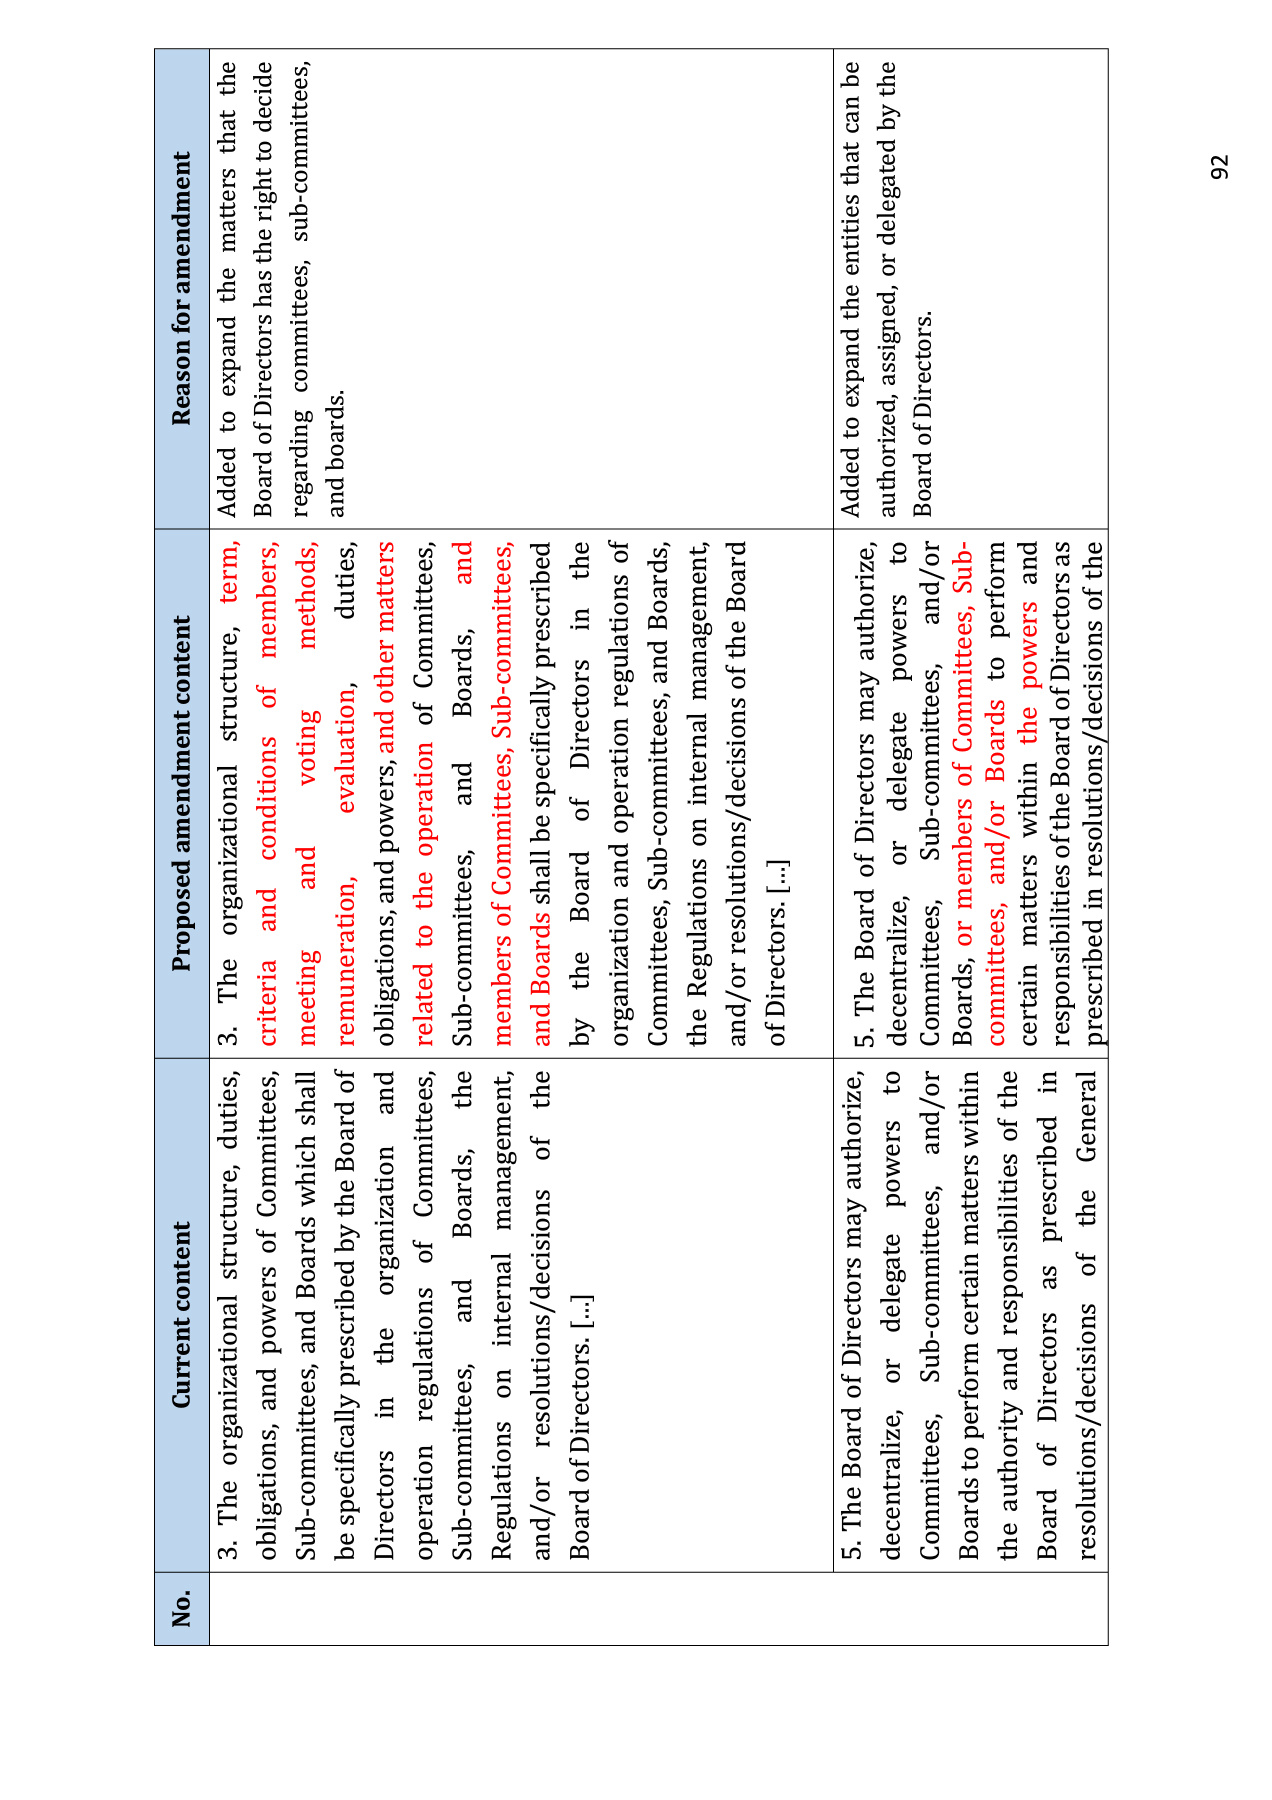 No.
Current content
Proposed amendment content
Reason for amendment
3. The organizational structure, duties,
obligations, and powers of Committees,
Sub-committees, and Boards which shall
be specifically prescribed by the Board of
Directors in the organization and
operation regulations of Committees,
Sub-committees, and Boards, the
Regulations on internal management,
and/or resolutions/decisions of the
Board of Directors. [...]
3. The organizational structure, term,
criteria and conditions of members,
meeting and voting methods,
remuneration, evaluation, duties,
obligations, and powers, and other matters
related to the operation of Committees,
Sub-committees, and Boards, and
members of Committees, Sub-committees,
and Boards shall be specifically prescribed
by the Board of Directors in the
organization and operation regulations of
Committees, Sub-committees, and Boards,
the Regulations on internal management,
and/or resolutions/decisions of the Board
of Directors. [...]
Added to expand the matters that the
Board of Directors has the right to decide
regarding committees, sub-committees,
and boards.
5. The Board of Directors may authorize,
decentralize, or delegate powers to
Committees, Sub-committees, and/or
Boards to perform certain matters within
the authority and responsibilities of the
Board of Directors as prescribed in
resolutions/decisions of the General
5. The Board of Directors may authorize,
decentralize, or delegate powers to
Committees, Sub-committees, and/or
Boards, or members of Committees, Sub-
committees, and/or Boards to perform
certain matters within the powers and
responsibilities of the Board of Directors as
prescribed in resolutions/decisions of the
Added to expand the entities that can be
authorized, assigned, or delegated by the
Board of Directors.
92